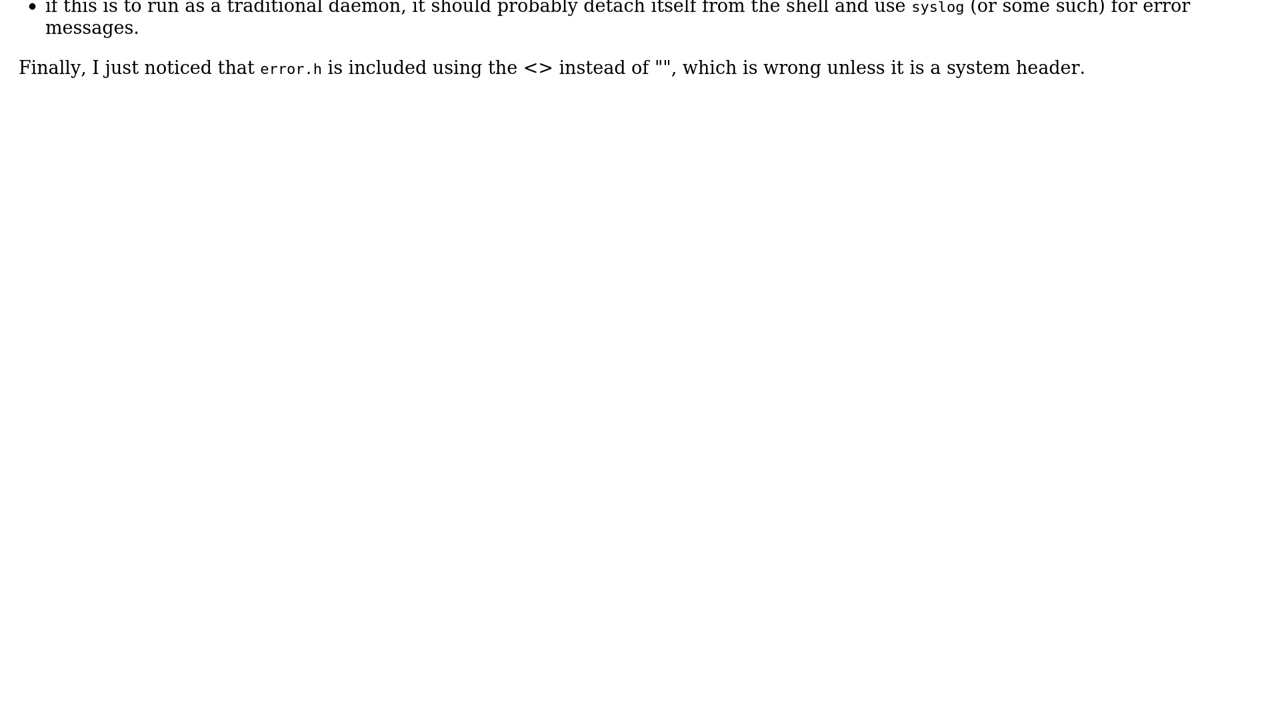 • if this is to run as a traditional daemon, it should probably detach itself from the shell and use syslog (or some such) for error
messages.
Finally, I just noticed that error.h is included using the <> instead of "", which is wrong unless it is a system header.